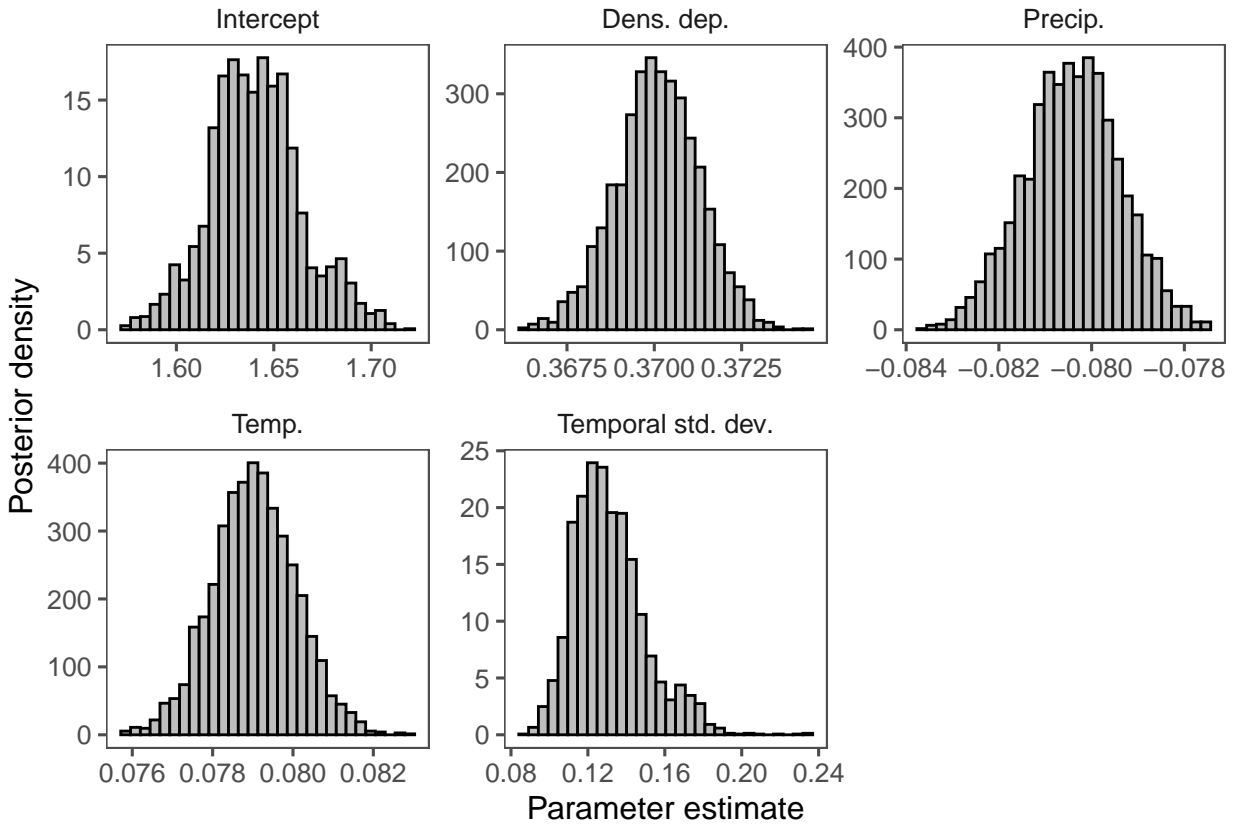 Intercept
Dens. dep.
Precip.
15
10
5
0
1.60 1.65 1.70
300
200
100
0
0.3675 0.3700 0.3725
400
300
200
100
0
−0.084 −0.082 −0.080 −0.078
Posterior density
Temp.
Temporal std. dev.
400
300
200
100
0
0.076 0.078 0.080 0.082
25
20
15
10
5
0
0.08 0.12 0.16 0.20 0.24
Parameter estimate